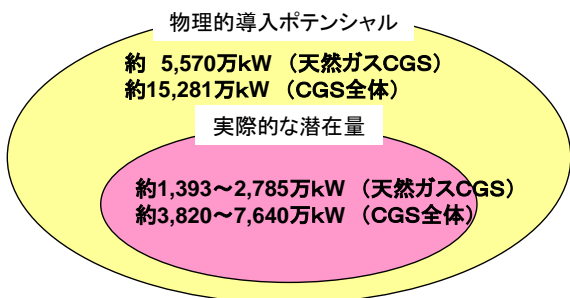 物理的導入ポテンシャル
約 5,570万kW （天然ガスCGS）
約15,281万kW （CGS全体）
実際的な潜在量
約1,393～2,785万kW （天然ガスCGS）
約3,820～7,640万kW （CGS全体）